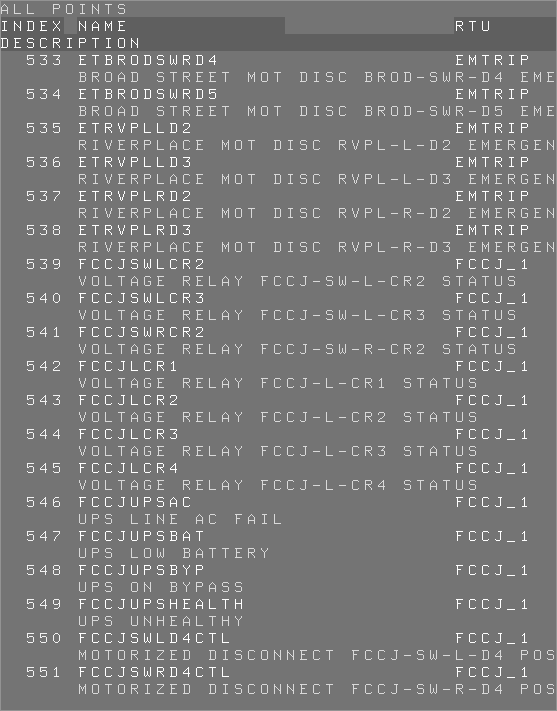 ALL POINTS
INDEX NAME RTU
DESCRIPTION
533 ETBRODSWRD4 EMTRIP
BROAD STREET MOT DISC BROD-SWR-D4 EME
534 ETBRODSWRD5 EMTRIP
BROAD STREET MOT DISC BROD-SWR-D5 EME
535 ETRVPLLD2 EMTRIP
RIVERPLACE MOT DISC RVPL-L-D2 EMERGEN
536 ETRVPLLD3 EMTRIP
RIVERPLACE MOT DISC RVPL-L-D3 EMERGEN
537 ETRVPLRD2 EMTRIP
RIVERPLACE MOT DISC RVPL-R-D2 EMERGEN
538 ETRVPLRD3 EMTRIP
RIVERPLACE MOT DISC RVPL-R-D3 EMERGEN
539 FCCJSWLCR2 FCCJ_1
VOLTAGE RELAY FCCJ-SW-L-CR2 STATUS
540 FCCJSWLCR3 FCCJ_1
VOLTAGE RELAY FCCJ-SW-L-CR3 STATUS
541 FCCJSWRCR2 FCCJ_1
VOLTAGE RELAY FCCJ-SW-R-CR2 STATUS
542 FCCJLCR1 FCCJ_1
VOLTAGE RELAY FCCJ-L-CR1 STATUS
543 FCCJLCR2 FCCJ_1
VOLTAGE RELAY FCCJ-L-CR2 STATUS
544 FCCJLCR3 FCCJ_1
VOLTAGE RELAY FCCJ-L-CR3 STATUS
545 FCCJLCR4 FCCJ_1
VOLTAGE RELAY FCCJ-L-CR4 STATUS
546 FCCJUPSAC FCCJ_1
UPS LINE AC FAIL
547 FCCJUPSBAT FCCJ_1
UPS LOW BATTERY
548 FCCJUPSBYP FCCJ_1
UPS ON BYPASS
549 FCCJUPSHEALTH FCCJ_1
UPS UNHEALTHY
550 FCCJSWLD4CTL FCCJ_1
MOTORIZED DISCONNECT FCCJ-SW-L-D4 POS
551 FCCJSWRD4CTL FCCJ_1
MOTORIZED DISCONNECT FCCJ-SW-R-D4 POS